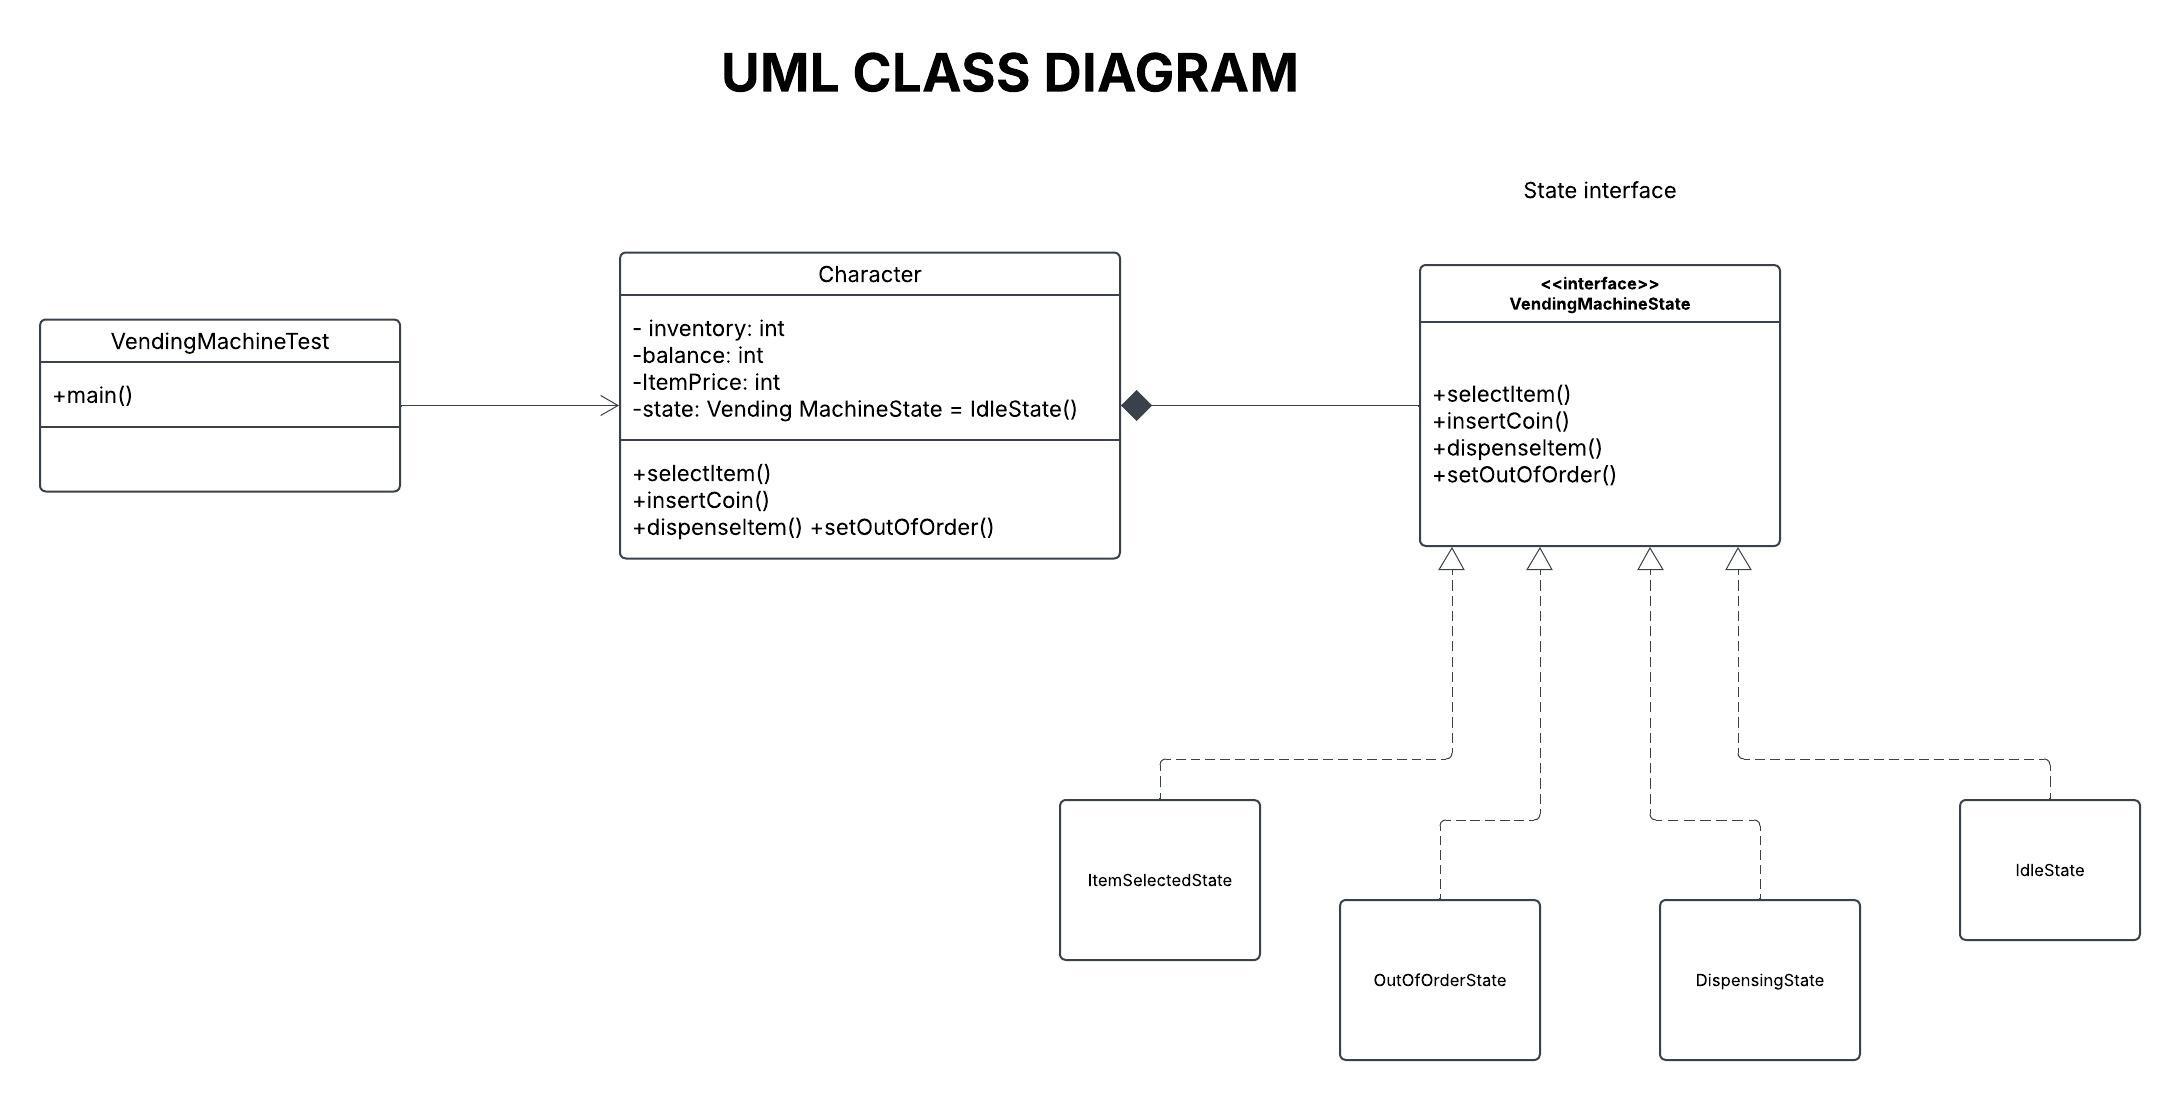 UML CLASS DIAGRAM
State interface
VendingMachineTest
+main()
Character
- inventory: int
-balance: int
-ItemPrice: int
-state: Vending MachineState = IdleState()
+selectItem()
+insertCoin()
+dispenseItem() +setOutOfOrder()
<<interface>>
VendingMachineState
+selectItem()
+insertCoin()
+dispenseItem()
+setOutOfOrder()
ItemSelectedState
OutOfOrderState
DispensingState
IdleState